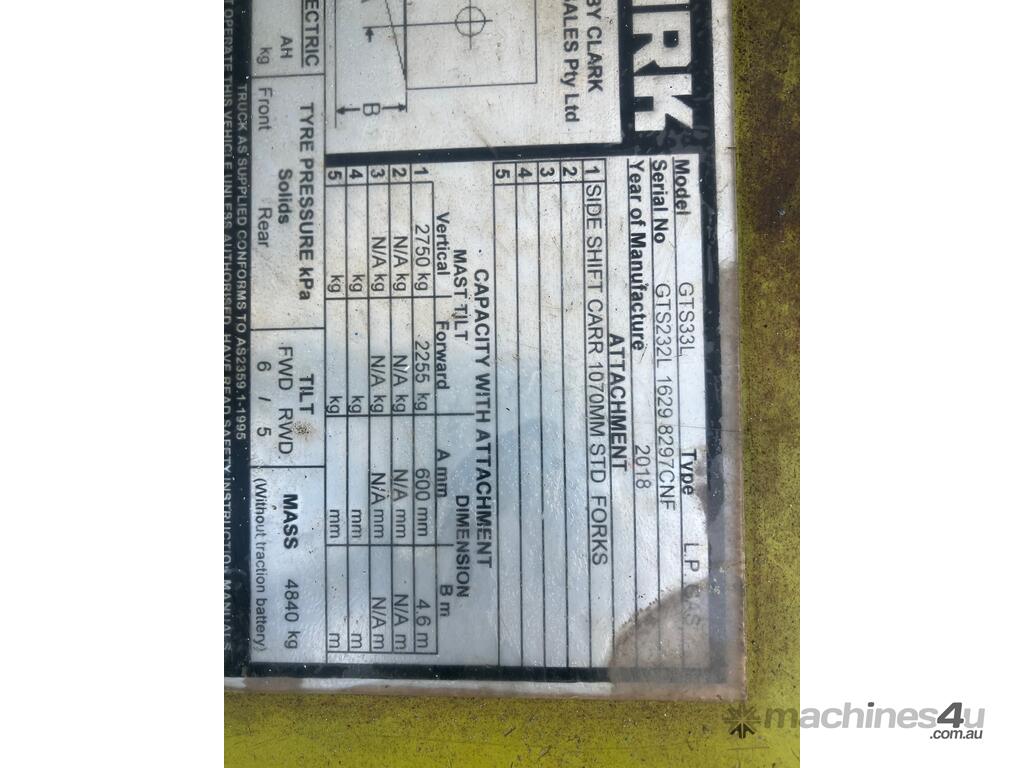 RK
BY CLARK
SALES Pty Ltd
Model GTS33L Type L.P GAS
Serial No GTS232L 1629 8297CNF
Year of Manufacture 2018
ATTACHMENT
1 SIDE SHIFT CARR 1070MM STD FORKS
2
3
4
5
CAPACITY WITH ATTACHMENT
MAST TILT DIMENSION
Vertical Forward A mm B m
1 2750 kg 2255 kg 600 mm 4.6 m
2 N/A kg N/A kg N/A mm N/A m
3 N/A kg N/A kg N/A mm N/A m
4 kg kg mm m
5 kg kg mm m
A
B
ECTRIC TYRE PRESSURE kPa TILT MASS 4840 kg
AH Solids FWD RWD (Without traction battery)
kg Front Rear 6 / 5
TRUCK AS SUPPLIED CONFORMS TO AS2359.1-1995
OPERATE THIS VEHICLE UNLESS AUTHORISED, HAVE READ SAFETY INSTRUCTION MANUALS
machines4u
.com.au